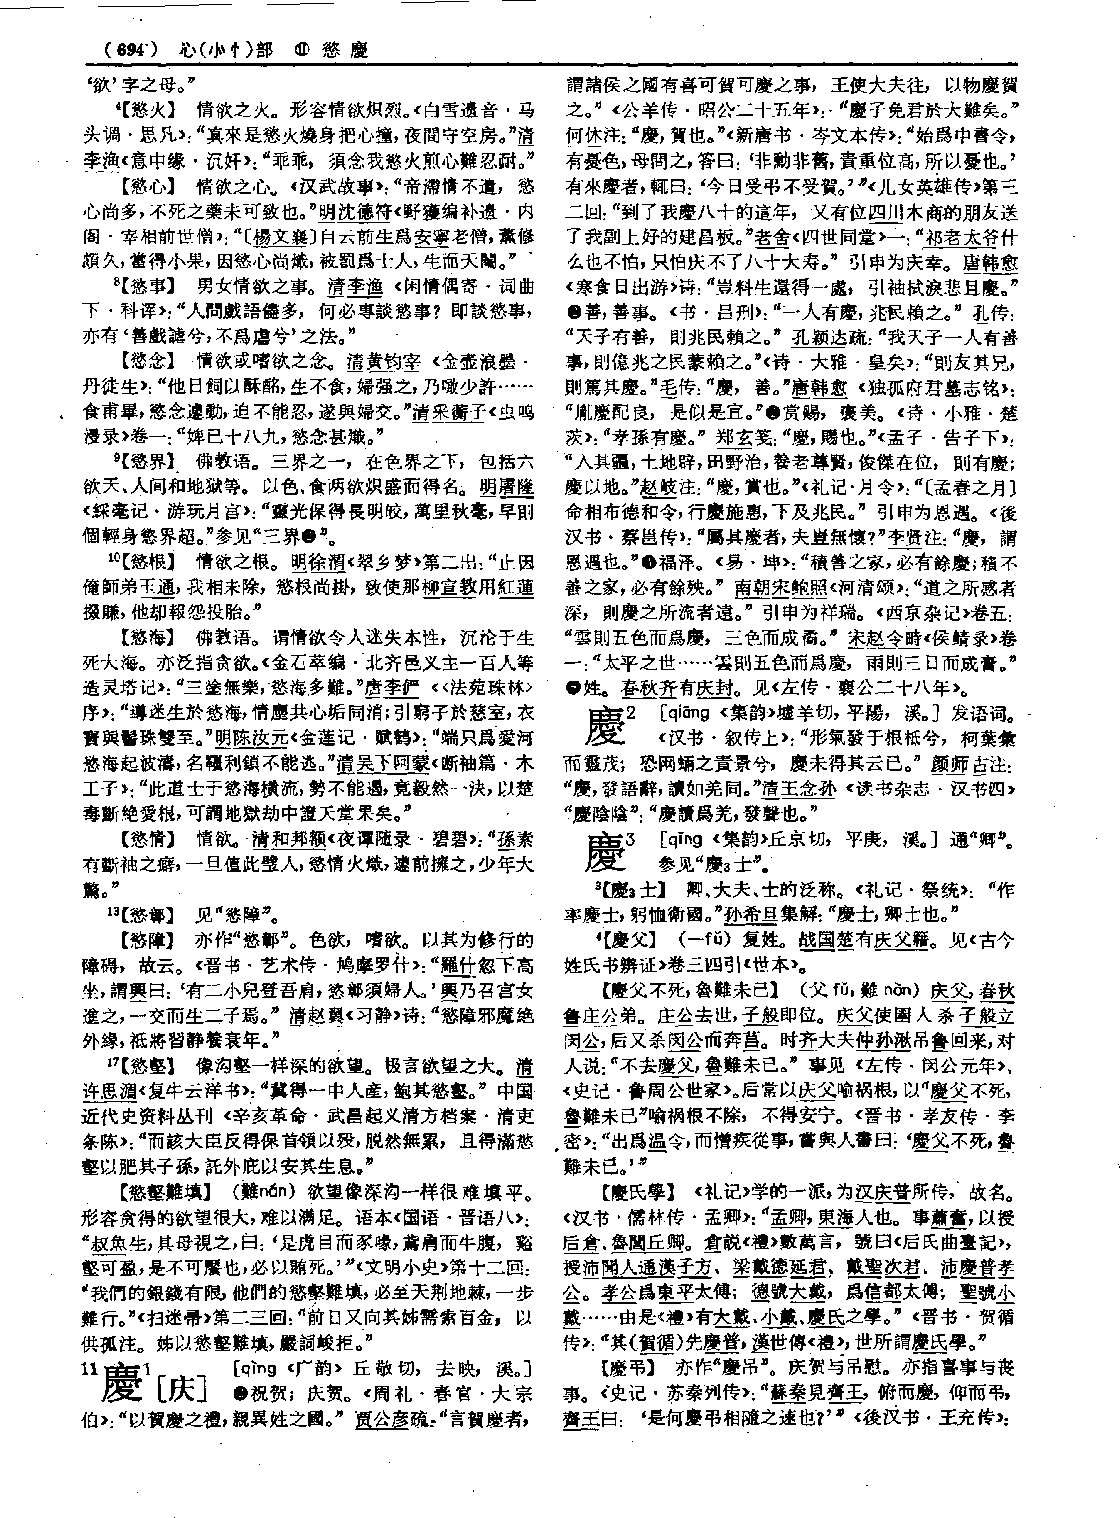 (694) 心(小忄)部 ⑪ 慾慶
‘欲’字之母。”
⁴【慾火】 情欲之火。形容情欲炽烈。《白雪遗音·马
头调·思凡》：“真來是慾火燒身把心撞，夜間守空房。”清
李渔《意中缘·沉奸》：“乖乖，須念我慾火煎心難忍耐。”
【慾心】 情欲之心。《汉武故事》：“帝滯情不遣，慾
心尚多，不死之藥未可致也。”明沈德符《野獲编补遗·内
阁·宰相前世僧》：“〔楊文襄〕自云前生爲安寧老僧，薰修
頗久，當得小果，因慾心尚熾，被罰爲士人，生而天閹。”
⁸【慾事】 男女情欲之事。清李渔《闲情偶寄·词曲
下·科诨》：“人間戲語儘多，何必專談慾事？即談慾事，
亦有‘善戲謔兮，不爲虐兮’之法。”
【慾念】 情欲或嗜欲之念。清黄钧宰《金壶浪墨·
丹徒生》：“他日飼以酥酪，生不食，婦强之，乃啖少許……
食甫畢，慾念遽動，迫不能忍，遂與婦交。”清采蘅子《虫鸣
漫录》卷一：“婢已十八九，慾念甚熾。”
⁹【慾界】 佛教语。三界之一，在色界之下，包括六
欲天、人间和地狱等。以色、食两欲炽盛而得名。明屠隆
《綵毫记·游玩月宫》：“靈光保得長明皎，萬里秋毫，早則
個輕身慾界超。”参见“三界❶”。
¹⁰【慾根】 情欲之根。明徐渭《翠乡梦》第二出：“止因
俺師弟玉通，我相未除，慾根尚掛，致使那柳宣教用紅蓮
掇賺，他却報怨投胎。”
【慾海】 佛教语。谓情欲令人迷失本性，沉沦于生
死大海。亦泛指贪欲。《金石萃编·北齐邑义主一百人等
造灵塔记》：“三塗無樂，慾海多難。”唐李俨《〈法苑珠林〉
序》：“導迷生於慾海，情塵共心垢同消；引窮子於慈室，衣
寶與髻珠雙至。”明陈汝元《金莲记·赋鹤》：“端只爲愛河
慾海起波濤，名韁利鎖不能逃。”清吴下阿蒙《断袖篇·木
工子》：“此道士于慾海横流，勢不能遏，竟毅然一決，以楚
毒斷絶愛根，可謂地獄劫中證天堂果矣。”
【慾情】 情欲。清和邦额《夜谭随录·碧碧》：“孫素
有斷袖之癖，一旦值此璧人，慾情火熾，遽前擁之，少年大
驚。”
¹³【慾鄣】 见“慾障”。
【慾障】 亦作“慾鄣”。色欲，嗜欲。以其为修行的
障碍，故云。《晋书·艺术传·鸠摩罗什》：“羅什忽下高
坐，謂興曰：‘有二小兒登吾肩，慾鄣須婦人。’興乃召宫女
進之，一交而生二子焉。”清赵翼《习静》诗：“慾障邪魔絶
外緣，祗將習静養衰年。”
¹⁷【慾壑】 像沟壑一样深的欲望。极言欲望之大。清
许思湄《复牛云洋书》：“冀得一中人産，飽其慾壑。”中国
近代史资料丛刊《辛亥革命·武昌起义清方档案·清吏
条陈》：“而該大臣反得保首領以殁，脱然無累，且得滿慾
壑以肥其子孫，託外庇以安其生息。”
【慾壑難填】 （難nán）欲望像深沟一样很难填平。
形容贪得的欲望很大，难以满足。语本《国语·晋语八》：
“叔魚生，其母視之，曰：‘是虎目而豕喙，鳶肩而牛腹，谿
壑可盈，是不可饜也，必以賄死。’”《文明小史》第十二回：
“我們的銀錢有限，他們的慾壑難填，必至天荆地棘，一步
難行。”《扫迷帚》第二三回：“前日又向其姊需索百金，以
供孤注。姊以慾壑難填，嚴詞峻拒。”
11 慶¹[庆] [qìng《广韵》丘敬切，去映，溪。]
❶祝贺；庆贺。《周礼·春官·大宗
伯》：“以賀慶之禮，親異姓之國。”贾公彦疏：“言賀慶者，
謂諸侯之國有喜可賀可慶之事，王使大夫往，以物慶賀
之。”《公羊传·昭公二十五年》：“慶子免君於大難矣。”
何休注：“慶，賀也。”《新唐书·岑文本传》：“始爲中書令，
有憂色，母問之，答曰：‘非勳非舊，責重位高，所以憂也。’
有來慶者，輒曰：‘今日受弔不受賀。’”《儿女英雄传》第三
二回：“到了我慶八十的這年，又有位四川木商的朋友送
了我副上好的建昌板。”老舍《四世同堂》一：“祁老太爷什
么也不怕，只怕庆不了八十大寿。”引申为庆幸。唐韩愈
《寒食日出游》诗：“豈料生還得一處，引袖拭淚悲且慶。”
❷善，善事。《书·吕刑》：“一人有慶，兆民賴之。”孔传：
“天子有善，則兆民賴之。”孔颖达疏：“我天子一人有善
事，則億兆之民蒙賴之。”《诗·大雅·皇矣》：“則友其兄，
則篤其慶。”毛传：“慶，善。”唐韩愈《独孤府君墓志铭》：
“胤慶配良，是似是宜。”❸赏赐，褒美。《诗·小雅·楚
茨》：“孝孫有慶。”郑玄笺：“慶，賜也。”《孟子·告子下》：
“入其疆，土地辟，田野治，養老尊賢，俊傑在位，則有慶；
慶以地。”赵岐注：“慶，賞也。”《礼记·月令》：“〔孟春之月〕
命相布德和令，行慶施惠，下及兆民。”引申为恩遇。《後
汉书·蔡邕传》：“屬其慶者，夫豈無懷？”李贤注：“慶，謂
恩遇也。”❹福泽。《易·坤》：“積善之家，必有餘慶；積不
善之家，必有餘殃。”南朝宋鲍照《河清颂》：“道之所感者
深，則慶之所流者遠。”引申为祥瑞。《西京杂记》卷五：
“雲則五色而爲慶，三色而成矞。”宋赵令畤《侯鲭录》卷
一：“太平之世……雲則五色而爲慶，雨則三日而成膏。”
❺姓。春秋齐有庆封。见《左传·襄公二十八年》。
慶² [qiāng《集韵》墟羊切，平陽，溪。] 发语词。
《汉书·叙传上》：“形氣發于根柢兮，柯葉彙
而靈茂；恐网蜽之責景兮，慶未得其云已。”颜师古注：
“慶，發語辭，讀如羌同。”清王念孙《读书杂志·汉书四》
“慶陰陰”：“慶讀爲羌，發聲也。”
慶³ [qīng《集韵》丘京切，平庚，溪。] 通“卿”。
参见“慶₃士”。
³【慶₃士】 卿、大夫、士的泛称。《礼记·祭统》：“作
率慶士，躬恤衛國。”孙希旦集解：“慶士，卿士也。”
⁴【慶父】 （—fǔ）复姓。战国楚有庆父籍。见《古今
姓氏书辨证》卷三四引《世本》。
【慶父不死，魯難未已】 （父fǔ，難nàn）庆父，春秋
鲁庄公弟。庄公去世，子般即位。庆父使圉人荦杀子般立
闵公，后又杀闵公而奔莒。时齐大夫仲孙湫吊鲁回来，对
人说：“不去慶父，魯難未已。”事见《左传·闵公元年》、
《史记·鲁周公世家》。后常以庆父喻祸根，以“慶父不死，
魯難未已”喻祸根不除，不得安宁。《晋书·孝友传·李
密》：“出爲温令，而憎疾從事，嘗與人書曰：‘慶父不死，魯
難未已。’”
【慶氏學】 《礼记》学的一派，为汉庆普所传，故名。
《汉书·儒林传·孟卿》：“孟卿，東海人也。事蕭奮，以授
后倉、魯閭丘卿。倉説《禮》數萬言，號曰《后氏曲臺記》，
授沛聞人通漢子方、梁戴德延君、戴聖次君、沛慶普孝
公。孝公爲東平太傅；德號大戴，爲信都太傅；聖號小
戴……由是《禮》有大戴、小戴、慶氏之學。”《晋书·贺循
传》：“其（賀循）先慶普，漢世傳《禮》，世所謂慶氏學。”
【慶弔】 亦作“慶吊”。庆贺与吊慰。亦指喜事与丧
事。《史记·苏秦列传》：“蘇秦見齊王，俯而慶，仰而弔，
齊王曰：‘是何慶弔相隨之速也？’”《後汉书·王充传》：